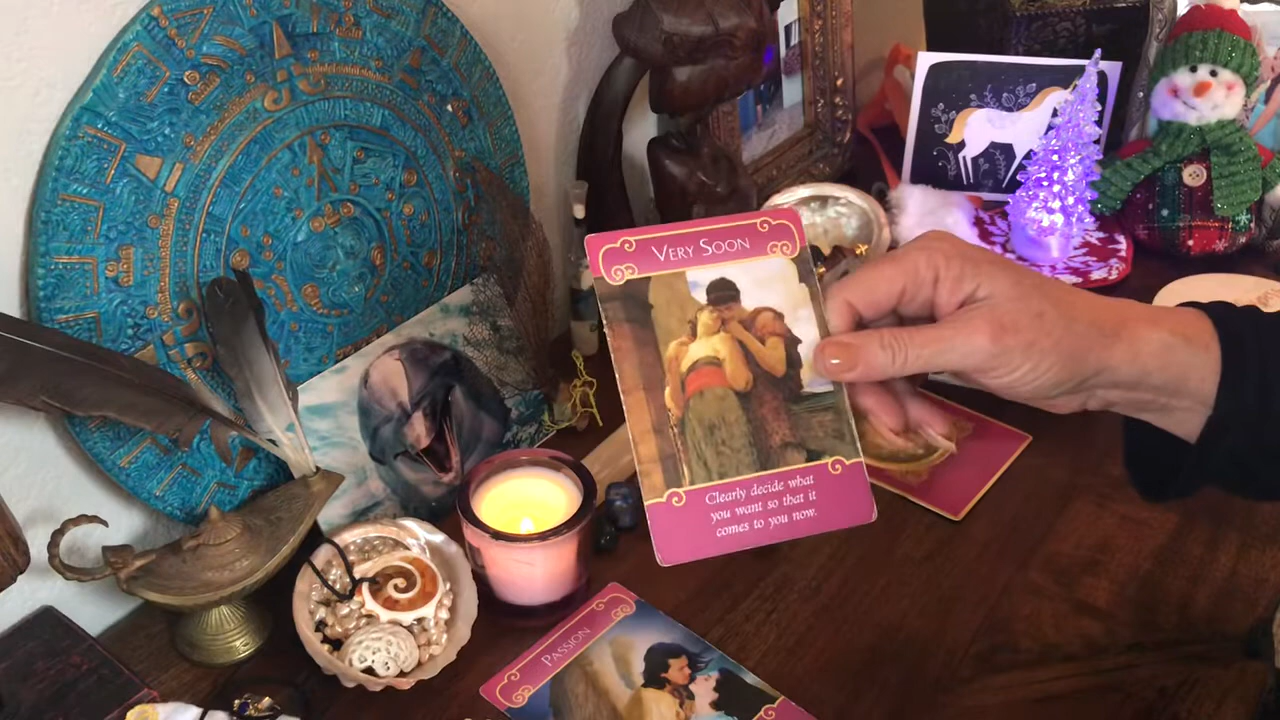 VERY SOON
Clearly decide what
you want so that it
comes to you now.
PASSION